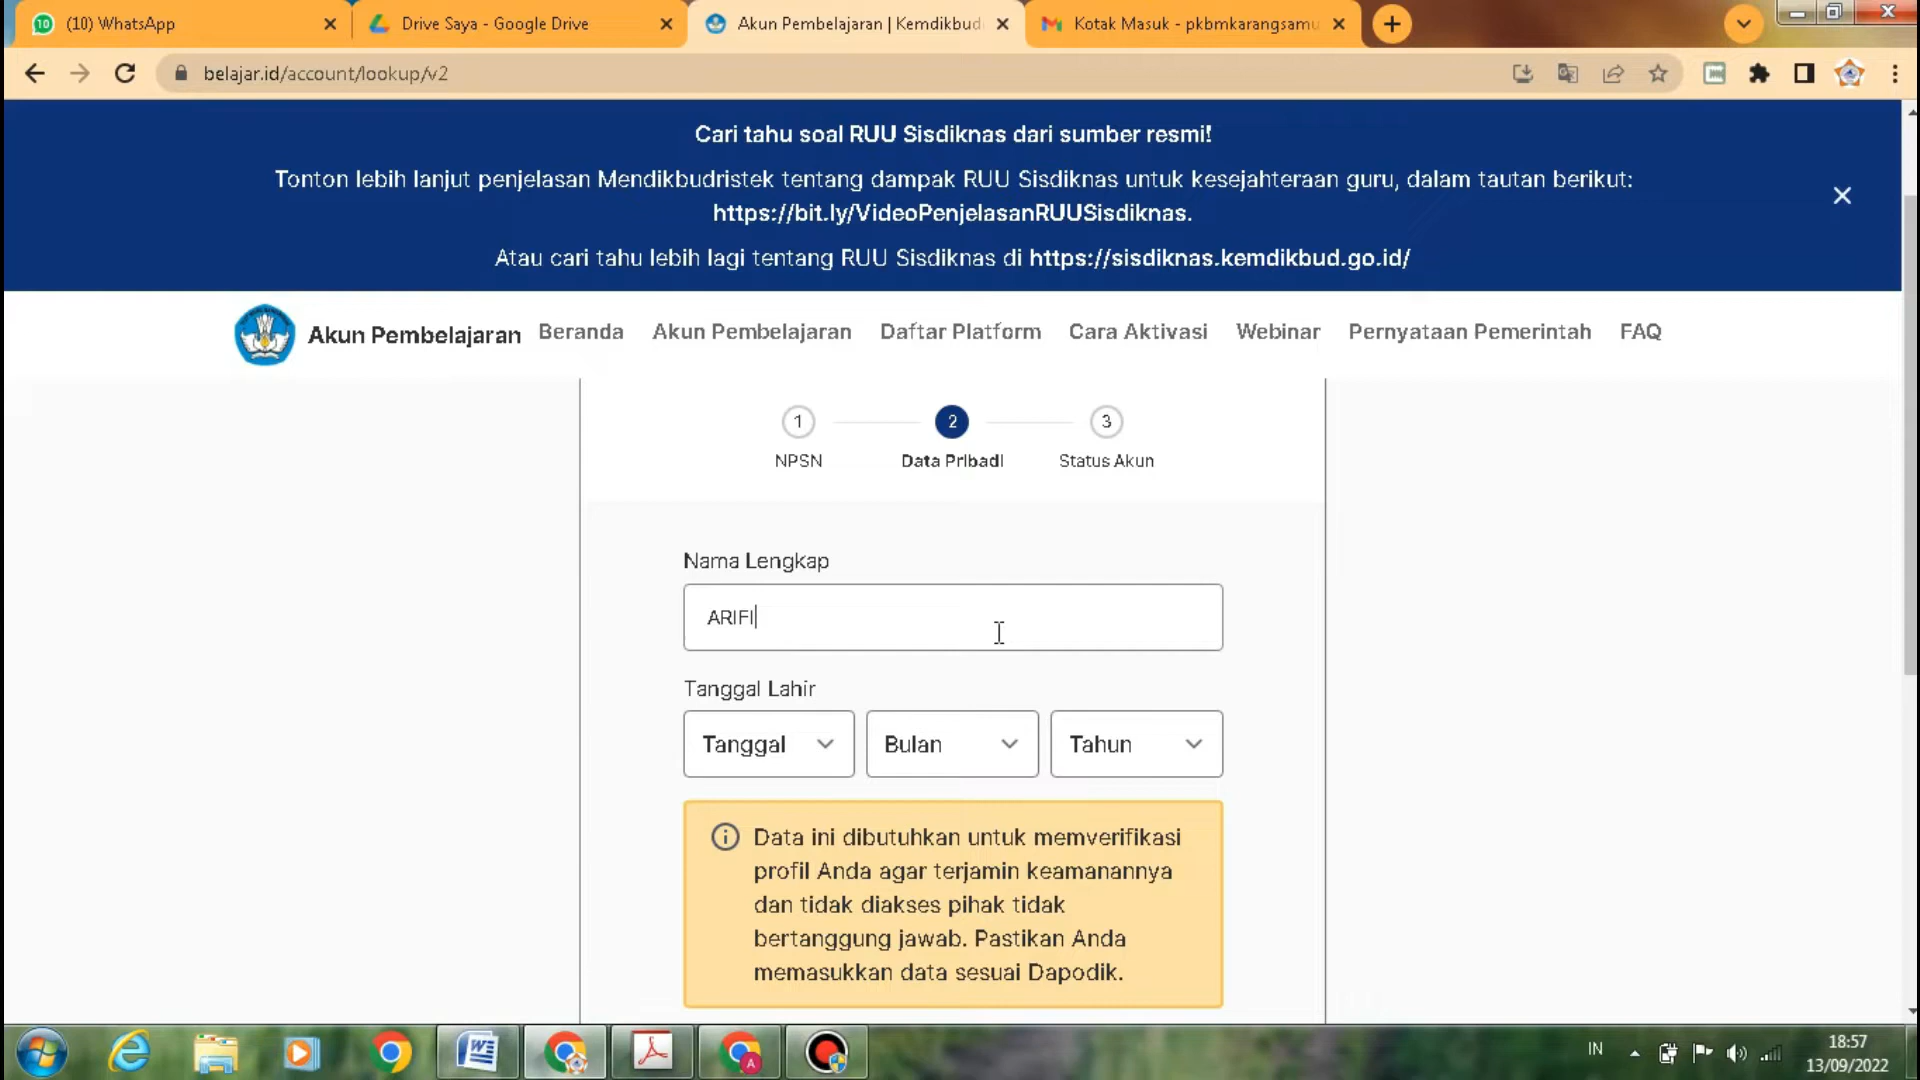 10
(10) WhatsApp
Drive Saya - Google Drive
Akun Pembelajaran | Kemdikbud
Kotak Masuk - pkbmkarangsamu
belajar.id/account/lookup/v2
Cari tahu soal RUU Sisdiknas dari sumber resmi!
Tonton lebih lanjut penjelasan Mendikbudristek tentang dampak RUU Sisdiknas untuk kesejahteraan guru, dalam tautan berikut:
https://bit.ly/VideoPenjelasanRUUSisdiknas.
Atau cari tahu lebih lagi tentang RUU Sisdiknas di https://sisdiknas.kemdikbud.go.id/
Akun Pembelajaran Beranda Akun Pembelajaran Daftar Platform Cara Aktivasi Webinar Pernyataan Pemerintah FAQ
1 2 3
NPSN Data Pribadi Status Akun
Nama Lengkap
ARIFI
Tanggal Lahir
Tanggal Bulan Tahun
Data ini dibutuhkan untuk memverifikasi
profil Anda agar terjamin keamanannya
dan tidak diakses pihak tidak
bertanggung jawab. Pastikan Anda
memasukkan data sesuai Dapodik.
A
IN
18:57
13/09/2022